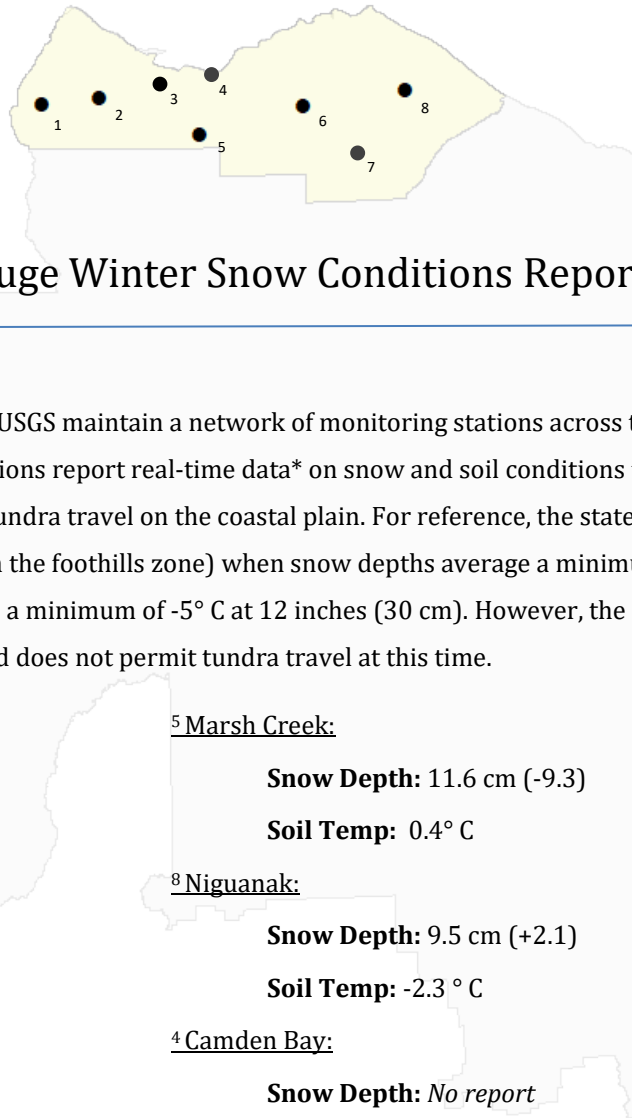 1
2
3
4
5
6
7
8
uge Winter Snow Conditions Repor
USGS maintain a network of monitoring stations across t
ions report real-time data* on snow and soil conditions
undra travel on the coastal plain. For reference, the state
the foothills zone) when snow depths average a minimu
a minimum of -5° C at 12 inches (30 cm). However, the
d does not permit tundra travel at this time.
5 Marsh Creek:
Snow Depth: 11.6 cm (-9.3)
Soil Temp: 0.4° C
8 Niguanak:
Snow Depth: 9.5 cm (+2.1)
Soil Temp: -2.3 ° C
4 Camden Bay:
Snow Depth: No report